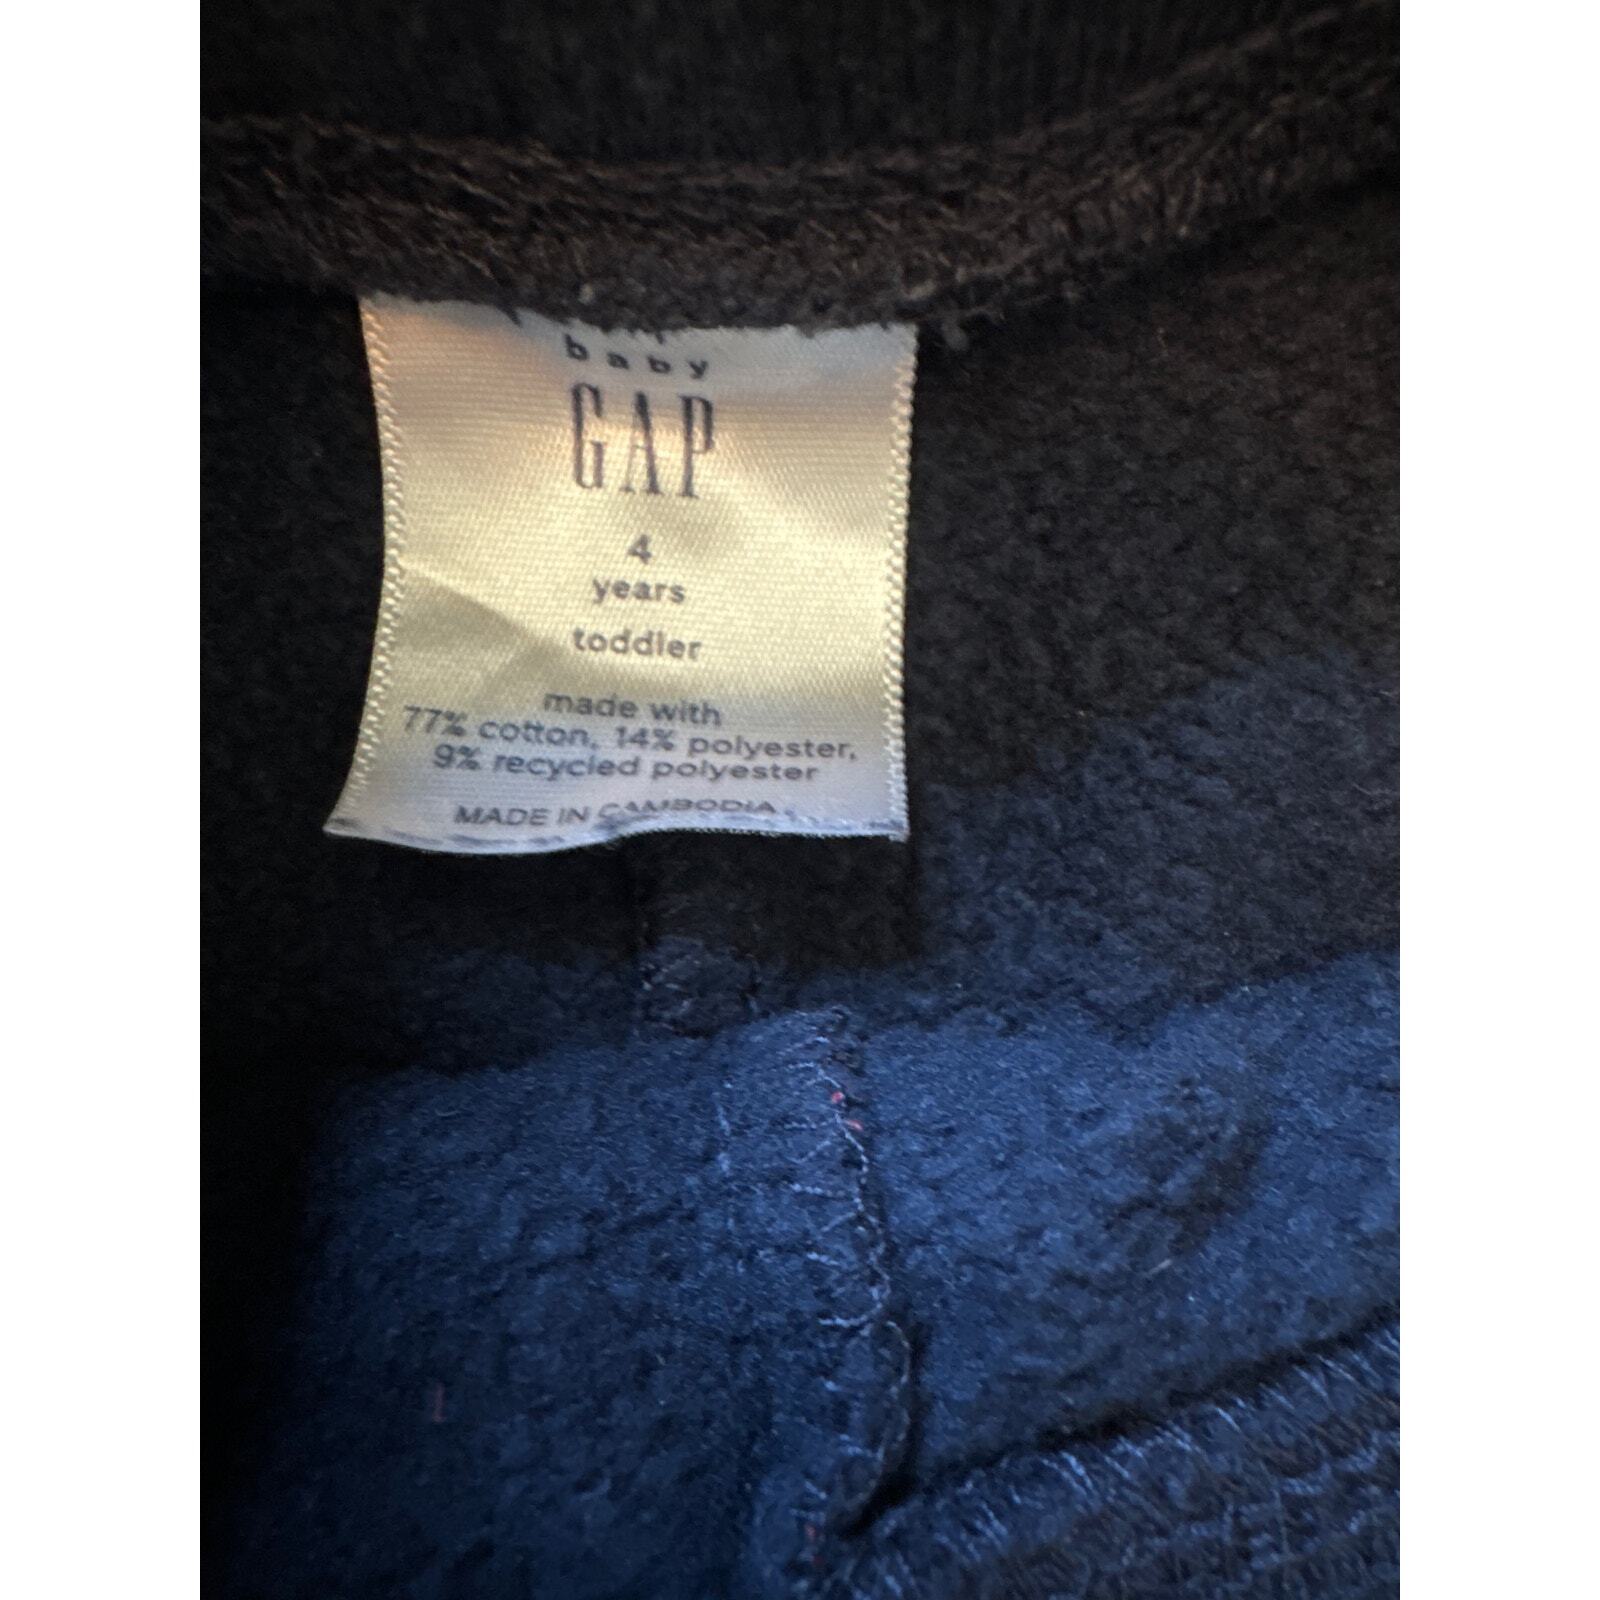 baby
GAP
4
years
toddler
made with
77% cotton, 14% polyester,
9% recycled polyester
MADE IN CAMBODIA